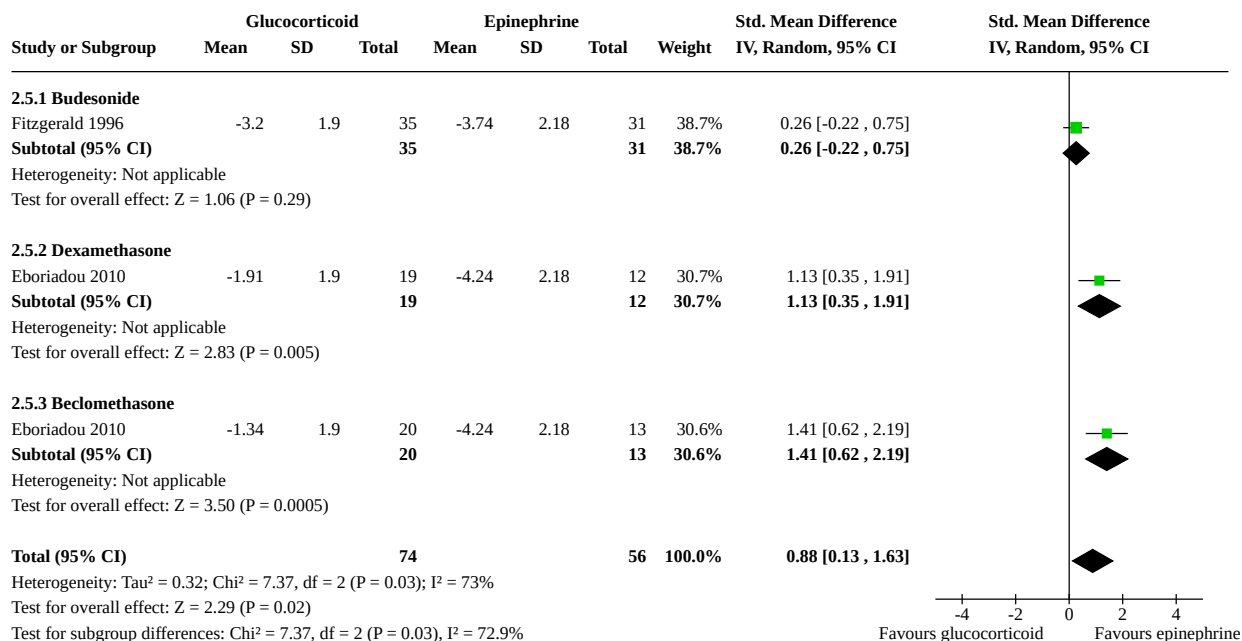 Glucocorticoid Epinephrine Std. Mean Difference Std. Mean Difference
Study or Subgroup Mean SD Total Mean SD Total Weight IV, Random, 95% CI IV, Random, 95% CI
2.5.1 Budesonide
Fitzgerald 1996 -3.2 1.9 35 -3.74 2.18 31 38.7% 0.26 [-0.22 , 0.75]
Subtotal (95% CI) 35 31 38.7% 0.26 [-0.22 , 0.75]
Heterogeneity: Not applicable
Test for overall effect: Z = 1.06 (P = 0.29)
2.5.2 Dexamethasone
Eboriadou 2010 -1.91 1.9 19 -4.24 2.18 12 30.7% 1.13 [0.35 , 1.91]
Subtotal (95% CI) 19 12 30.7% 1.13 [0.35 , 1.91]
Heterogeneity: Not applicable
Test for overall effect: Z = 2.83 (P = 0.005)
2.5.3 Beclomethasone
Eboriadou 2010 -1.34 1.9 20 -4.24 2.18 13 30.6% 1.41 [0.62 , 2.19]
Subtotal (95% CI) 20 13 30.6% 1.41 [0.62 , 2.19]
Heterogeneity: Not applicable
Test for overall effect: Z = 3.50 (P = 0.0005)
Total (95% CI) 74 56 100.0% 0.88 [0.13 , 1.63]
Heterogeneity: Tau² = 0.32; Chi² = 7.37, df = 2 (P = 0.03); I² = 73%
Test for overall effect: Z = 2.29 (P = 0.02) -4 -2 0 2 4
Test for subgroup differences: Chi² = 7.37, df = 2 (P = 0.03), I² = 72.9% Favours glucocorticoid Favours epinephrine